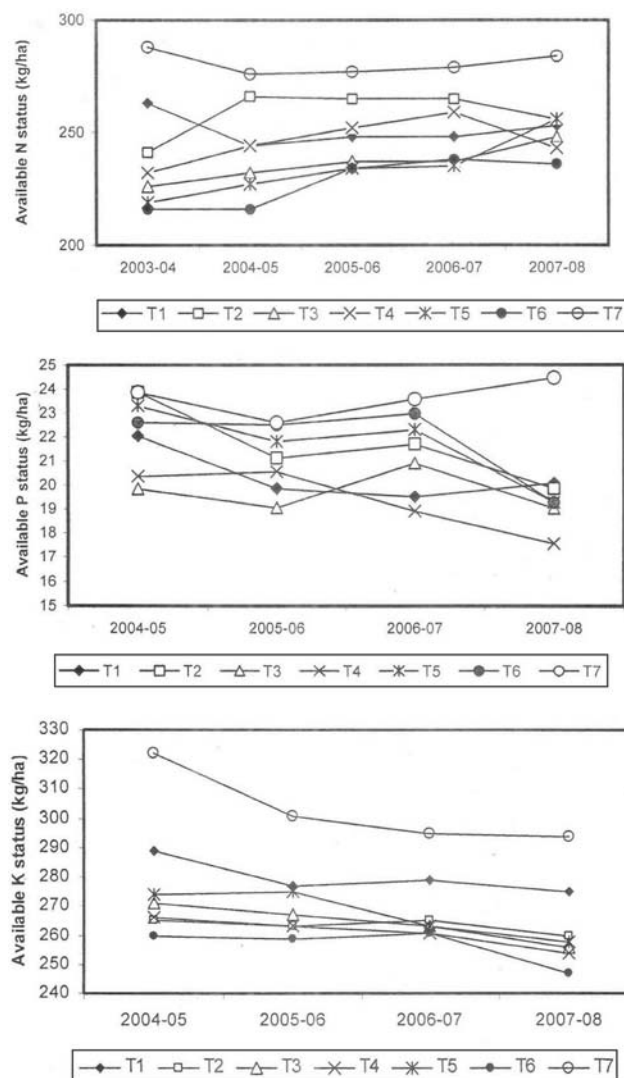 Available N status (kg/ha)
300
250
200
2003-04 2004-05 2005-06 2006-07 2007-08
T1 T2 T3 T4 T5 T6 T7
Available P status (kg/ha)
25
24
23
22
21
20
19
18
17
16
15
2004-05 2005-06 2006-07 2007-08
T1 T2 T3 T4 T5 T6 T7
Available K status (kg/ha)
330
320
310
300
290
280
270
260
250
240
2004-05 2005-06 2006-07 2007-08
T1 T2 T3 T4 T5 T6 T7